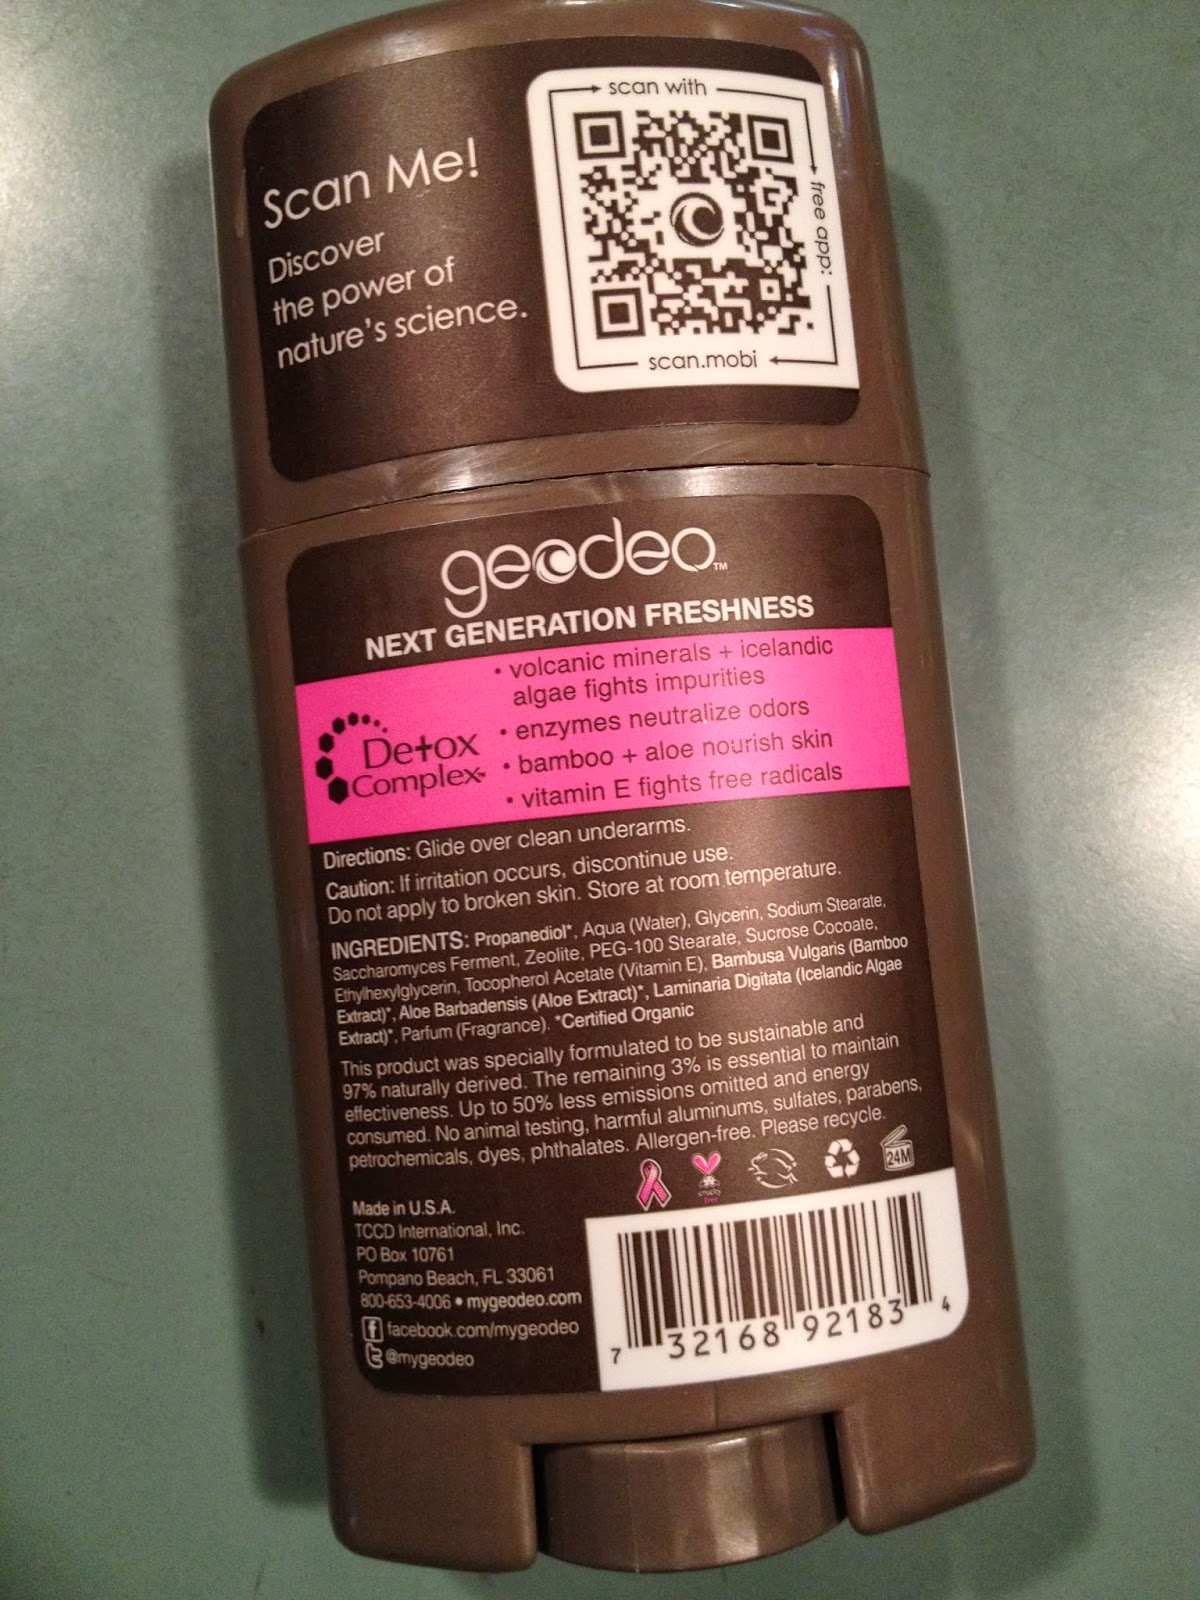 scan with
free app:
scan.mobi
Scan Me!
Discover
the power of
nature's science.
geodeo™
NEXT GENERATION FRESHNESS
Detox
Complex™
• volcanic minerals + icelandic
algae fights impurities
• enzymes neutralize odors
• bamboo + aloe nourish skin
• vitamin E fights free radicals
Directions: Glide over clean underarms.
Caution: If irritation occurs, discontinue use.
Do not apply to broken skin. Store at room temperature.
INGREDIENTS: Propanediol*, Aqua (Water), Glycerin, Sodium Stearate,
Saccharomyces Ferment, Zeolite, PEG-100 Stearate, Sucrose Cocoate,
Ethylhexylglycerin, Tocopherol Acetate (Vitamin E), Bambusa Vulgaris (Bamboo
Extract)*, Aloe Barbadensis (Aloe Extract)*, Laminaria Digitata (Icelandic Algae
Extract)*, Parfum (Fragrance). *Certified Organic
This product was specially formulated to be sustainable and
97% naturally derived. The remaining 3% is essential to maintain
effectiveness. Up to 50% less emissions omitted and energy
consumed. No animal testing, harmful aluminums, sulfates, parabens,
petrochemicals, dyes, phthalates. Allergen-free. Please recycle.
cruelty
free
24M
Made in U.S.A.
TCCD International, Inc.
PO Box 10761
Pompano Beach, FL 33061
800-653-4006 • mygeodeo.com
f facebook.com/mygeodeo
t @mygeodeo
7 32168 92183 4